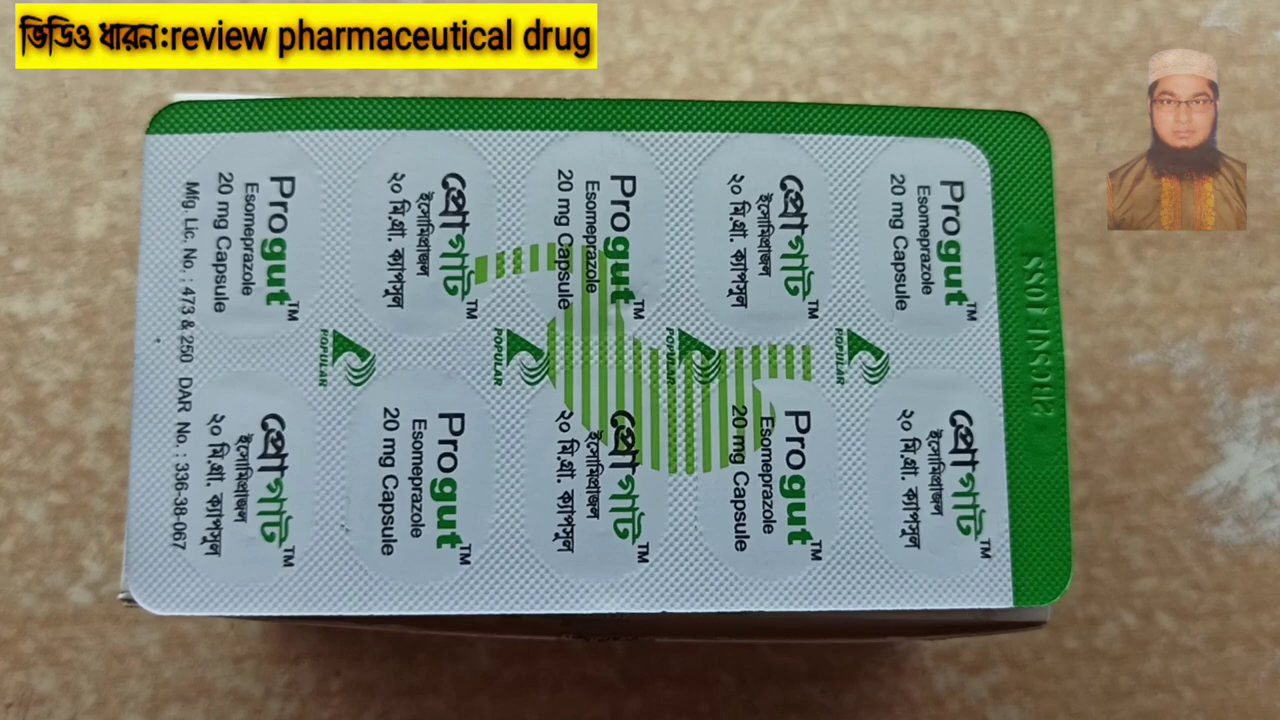 ভিডিও ধারন:review pharmaceutical drug
Progut™
Esomeprazole
20 mg Capsule
প্রোগাট™
ইসোমিপ্রাজল
২০ মি.গ্রা. ক্যাপসুল
Progut™
Esomeprazole
20 mg Capsule
প্রোগাট™
ইসোমিপ্রাজল
২০ মি.গ্রা. ক্যাপসুল
Progut™
Esomeprazole
20 mg Capsule
POPULAR
POPULAR
POPULAR
POPULAR
প্রোগাট™
ইসোমিপ্রাজল
২০ মি.গ্রা. ক্যাপসুল
Progut™
Esomeprazole
20 mg Capsule
প্রোগাট™
ইসোমিপ্রাজল
২০ মি.গ্রা. ক্যাপসুল
Progut™
Esomeprazole
20 mg Capsule
প্রোগাট™
ইসোমিপ্রাজল
২০ মি.গ্রা. ক্যাপসুল
Mfg. Lic. No. : 473 & 250 DAR No. : 336-38-067